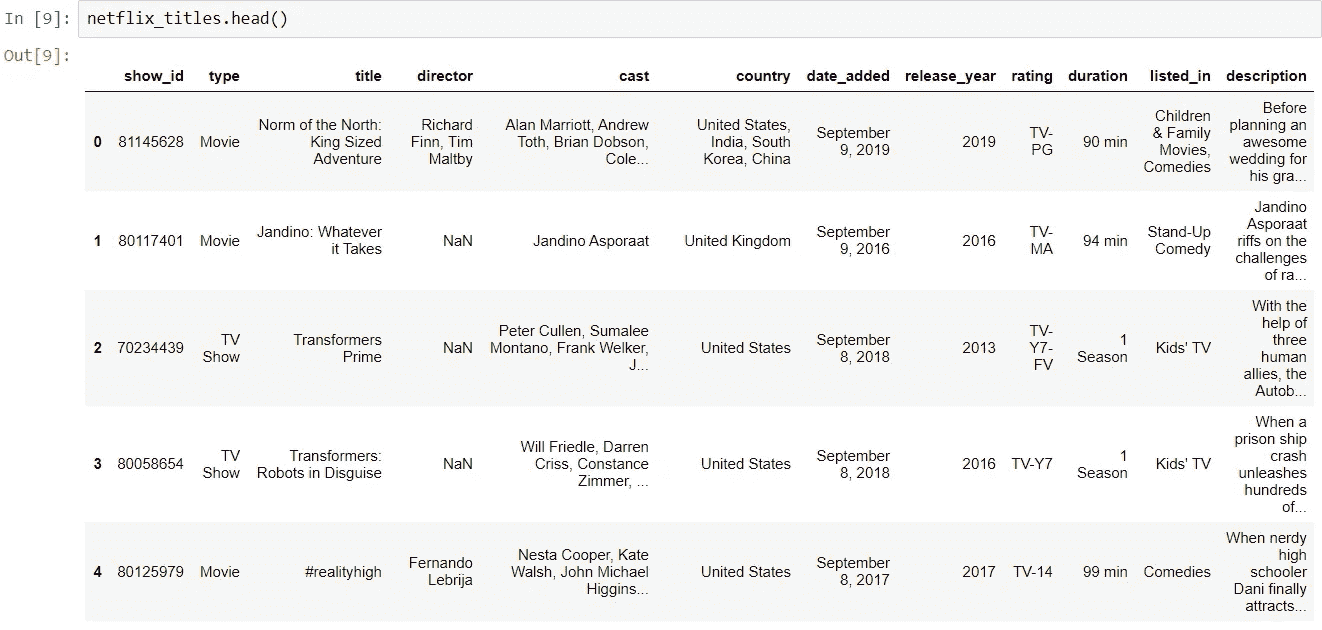 In [9]: netflix_titles.head()
Out[9]:
show_id type title director cast country date_added release_year rating duration listed_in description
0 81145628 Movie Norm of the North: King Sized Adventure Richard Finn, Tim Maltby Alan Marriott, Andrew Toth, Brian Dobson, Cole... United States, India, South Korea, China September 9, 2019 2019 TV-PG 90 min Children & Family Movies, Comedies Before planning an awesome wedding for his gra...
1 80117401 Movie Jandino: Whatever it Takes NaN Jandino Asporaat United Kingdom September 9, 2016 2016 TV-MA 94 min Stand-Up Comedy Jandino Asporaat riffs on the challenges of ra...
2 70234439 TV Show Transformers Prime NaN Peter Cullen, Sumalee Montano, Frank Welker, J... United States September 8, 2018 2013 TV-Y7-FV 1 Season Kids' TV With the help of three human allies, the Autob...
3 80058654 TV Show Transformers: Robots in Disguise NaN Will Friedle, Darren Criss, Constance Zimmer, ... United States September 8, 2018 2016 TV-Y7 1 Season Kids' TV When a prison ship crash unleashes hundreds of...
4 80125979 Movie #realityhigh Fernando Lebrija Nesta Cooper, Kate Walsh, John Michael Higgins... United States September 8, 2017 2017 TV-14 99 min Comedies When nerdy high schooler Dani finally attracts...